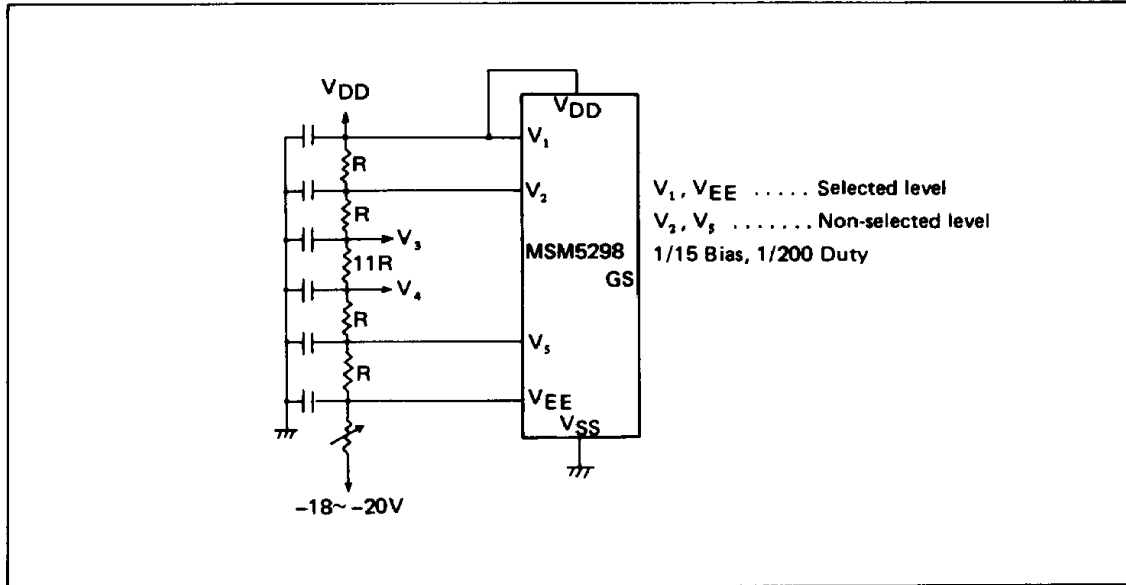 VDD
VDD
V1
R
V2
V1, VEE ..... Selected level
R
V2, V5 ....... Non-selected level
V3
MSM5298
1/15 Bias, 1/200 Duty
11R
GS
V4
R
V5
R
VEE
VSS
–18~ –20V